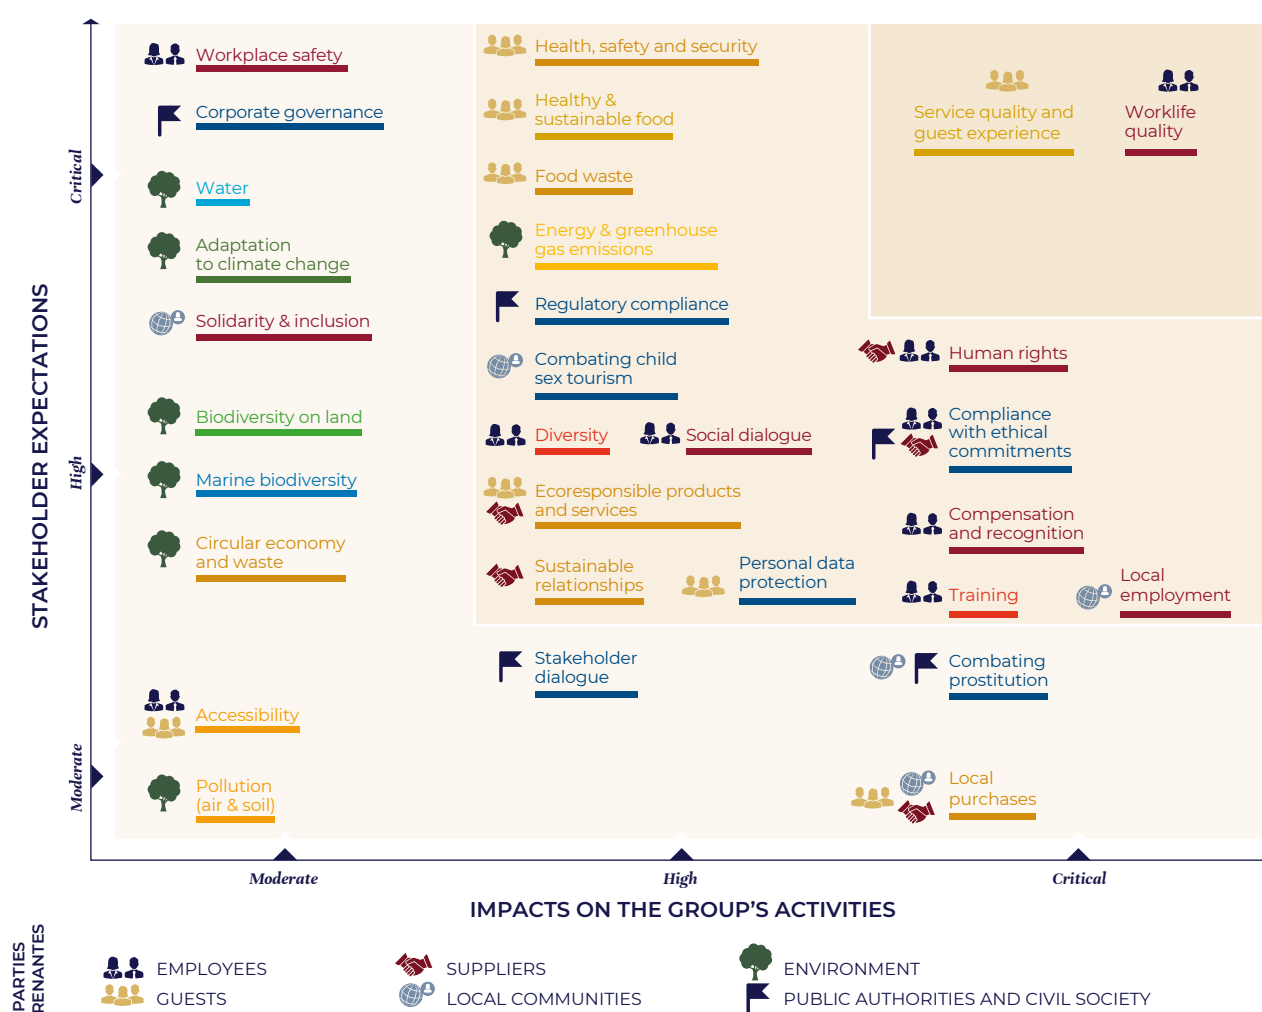 Workplace safety
Corporate governance
Water
Adaptation
to climate change
Solidarity & inclusion
Biodiversity on land
Marine biodiversity
Circular economy
and waste
Accessibility
Pollution
(air & soil)
Health, safety and security
Healthy &
sustainable food
Food waste
Energy & greenhouse
gas emissions
Regulatory compliance
Combating child
sex tourism
Diversity
Social dialogue
Ecoresponsible products
and services
Sustainable
relationships
Personal data
protection
Stakeholder
dialogue
Service quality and
guest experience
Worklife
quality
Human rights
Compliance
with ethical
commitments
Compensation
and recognition
Training
Local
employment
Combating
prostitution
Local
purchases
STAKEHOLDER EXPECTATIONS
Critical
High
Moderate
Moderate
High
Critical
IMPACTS ON THE GROUP'S ACTIVITIES
PARTIES
RENANTES
EMPLOYEES
GUESTS
SUPPLIERS
LOCAL COMMUNITIES
ENVIRONMENT
PUBLIC AUTHORITIES AND CIVIL SOCIETY